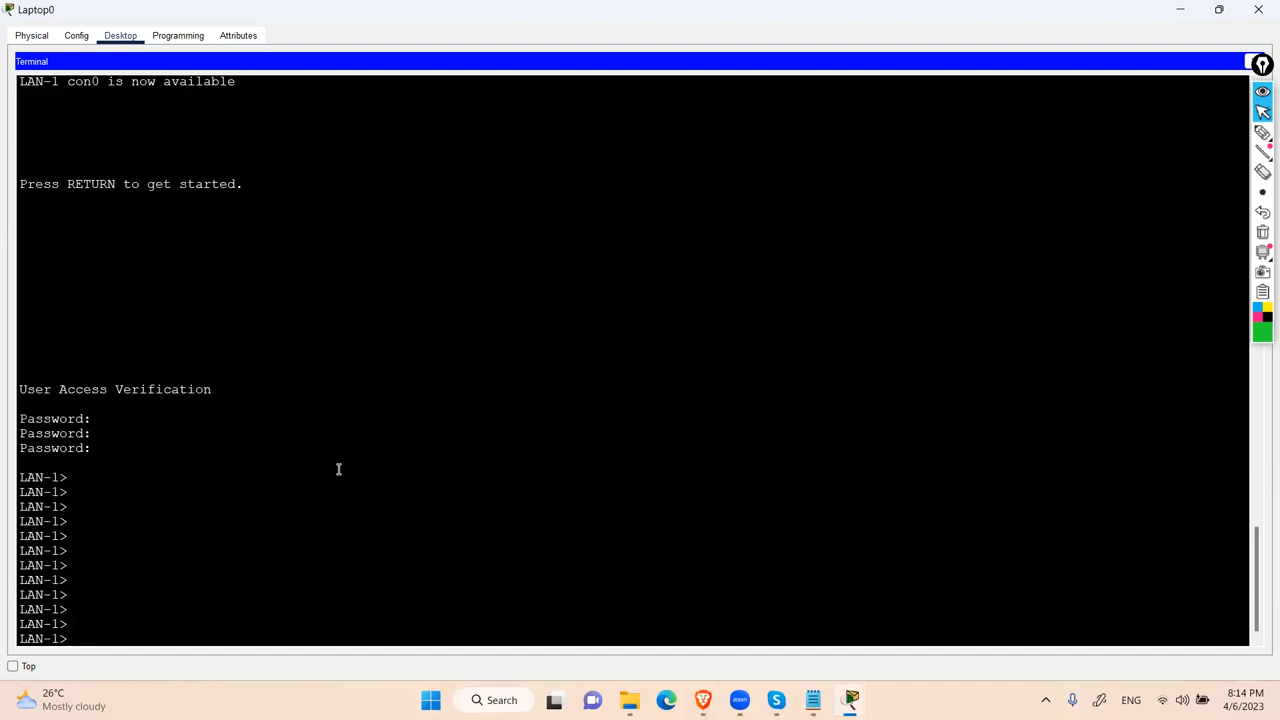 Laptop0
Physical Config Desktop Programming Attributes
Terminal
LAN-1 con0 is now available
Press RETURN to get started.
User Access Verification
Password:
Password:
Password:
LAN-1>
LAN-1>
LAN-1>
LAN-1>
LAN-1>
LAN-1>
LAN-1>
LAN-1>
LAN-1>
LAN-1>
LAN-1>
LAN-1>
Top
26°C
Mostly cloudy
Search
zoom
ENG
8:14 PM
4/6/2023